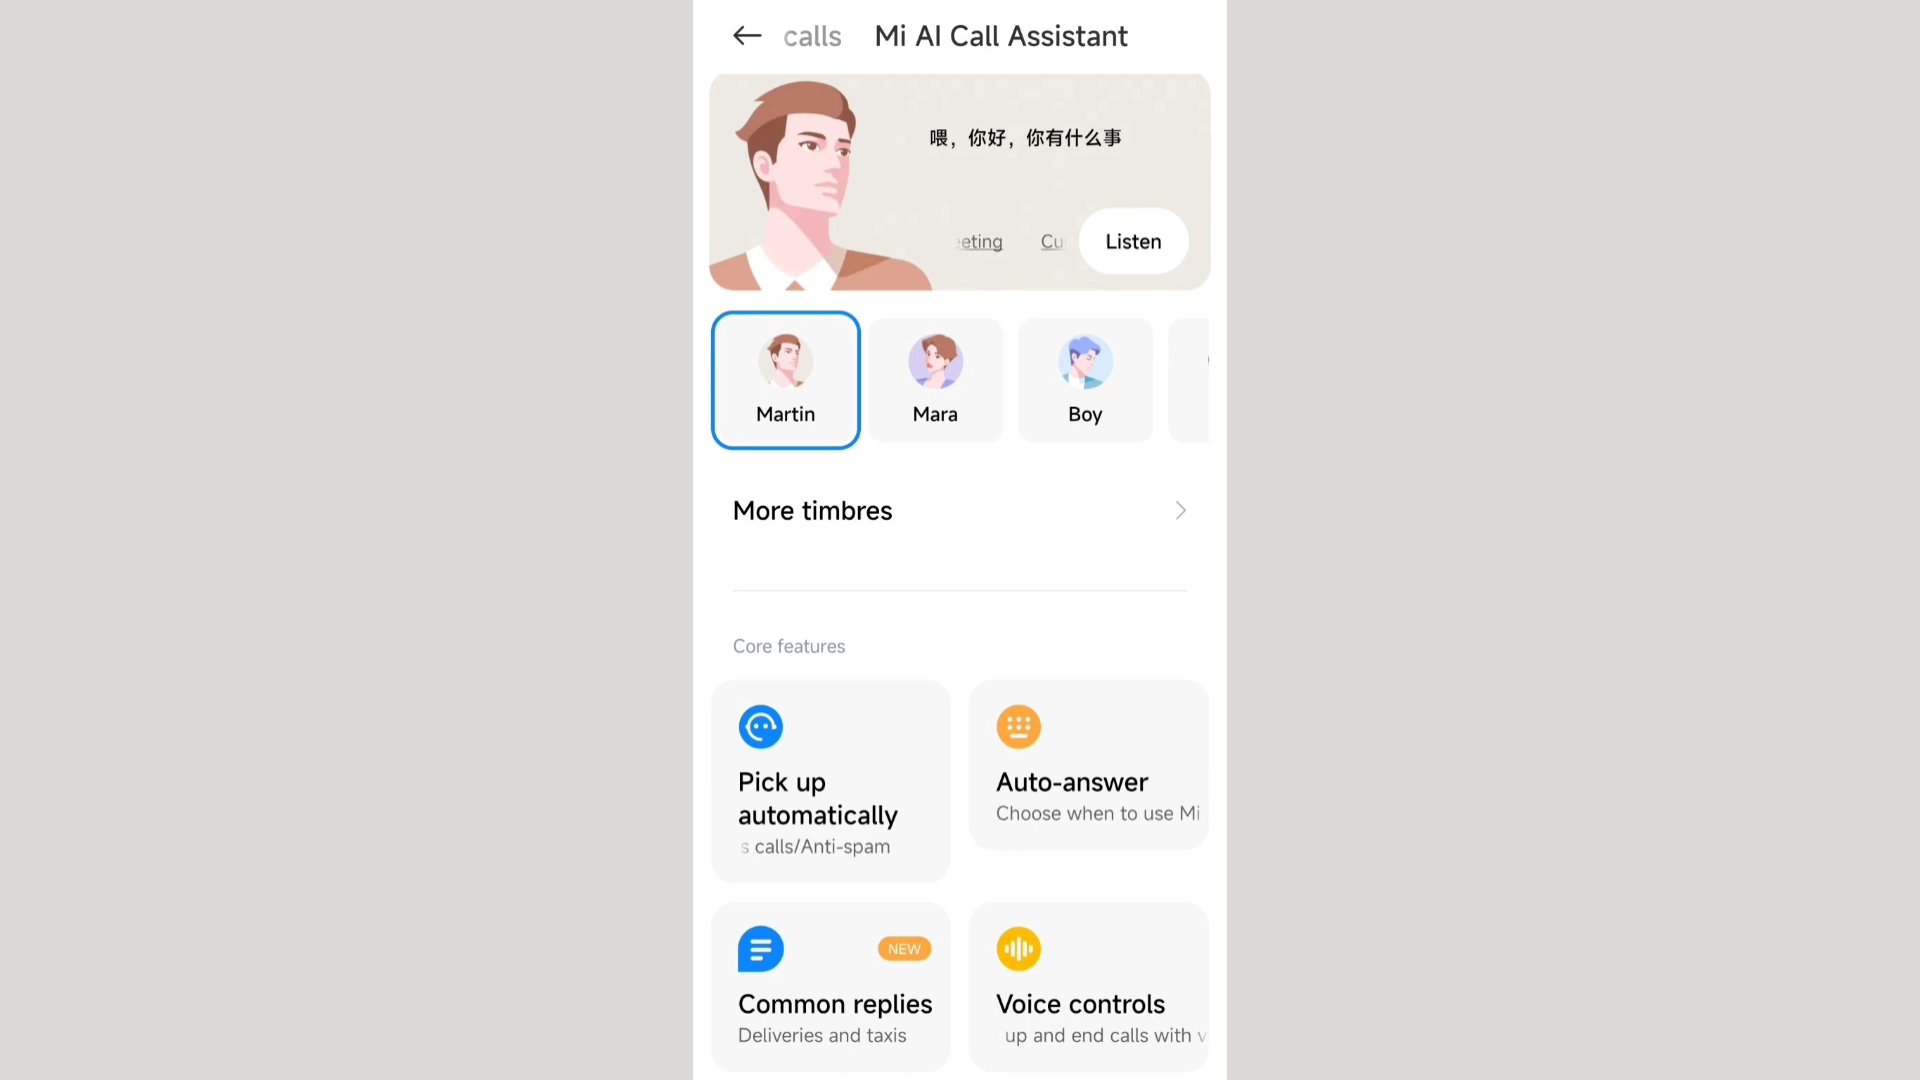 calls Mi AI Call Assistant
喂，你好，你有什么事
eeting Cus Listen
Martin Mara Boy
More timbres
Core features
Pick up
automatically
s calls/Anti-spam
Auto-answer
Choose when to use Mi
NEW
Common replies
Deliveries and taxis
Voice controls
up and end calls with v